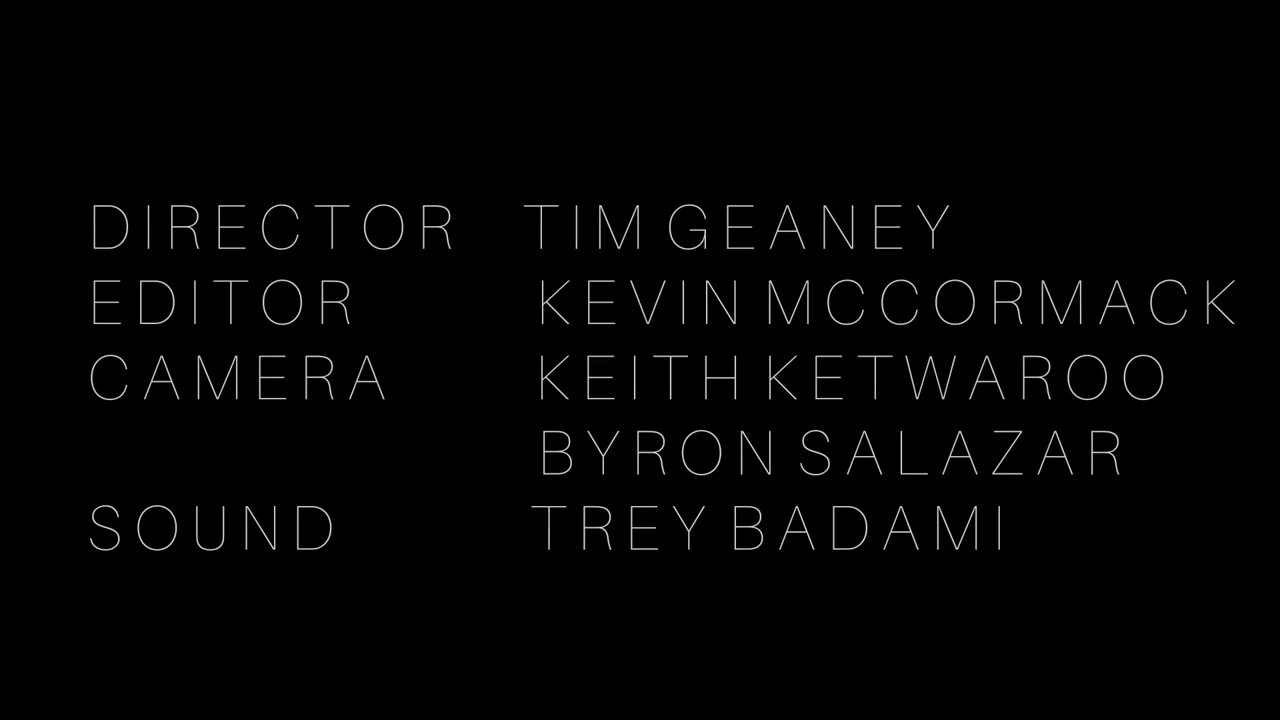 DIRECTOR TIM GEANEY
EDITOR KEVIN MCCORMACK
CAMERA KEITH KETWAROO
BYRON SALAZAR
SOUND TREY BADAMI